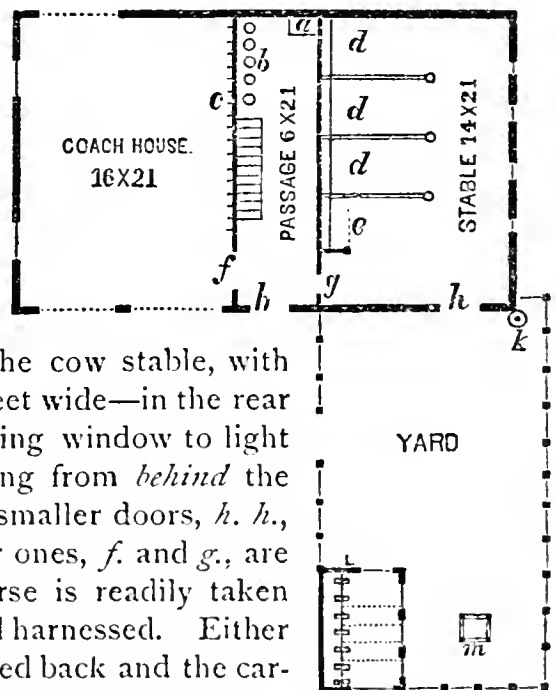 a
d
b
c
d
COACH HOUSE.
16X21
PASSAGE 6X21
d
STABLE 14X21
e
f
g
h
h
k
he cow stable, with
eet wide—in the rear
ing window to light
ng from behind the
smaller doors, h. h.,
r ones, f. and g., are
rse is readily taken
l harnessed. Either
ed back and the car-
YARD
L
m